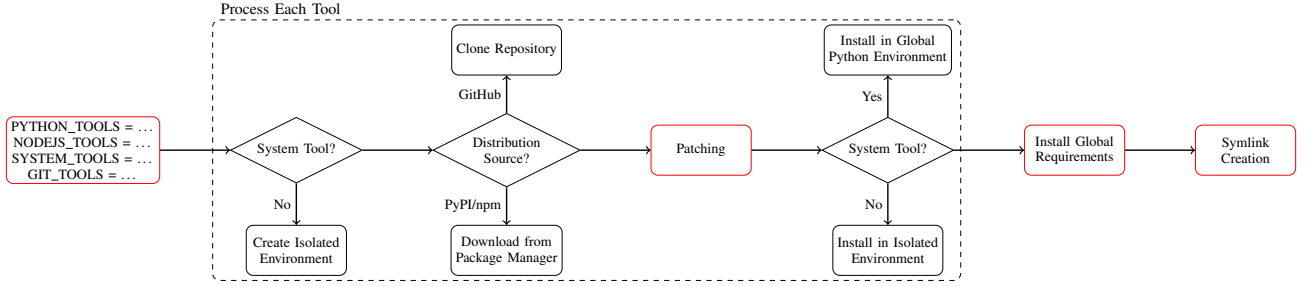 Process Each Tool
PYTHON_TOOLS = …
NODEJS_TOOLS = …
SYSTEM_TOOLS = …
GIT_TOOLS = …
System Tool?
No
Create Isolated
Environment
Clone Repository
GitHub
Distribution
Source?
PyPI/npm
Download from
Package Manager
Patching
Install in Global
Python Environment
Yes
System Tool?
No
Install in Isolated
Environment
Install Global
Requirements
Symlink
Creation